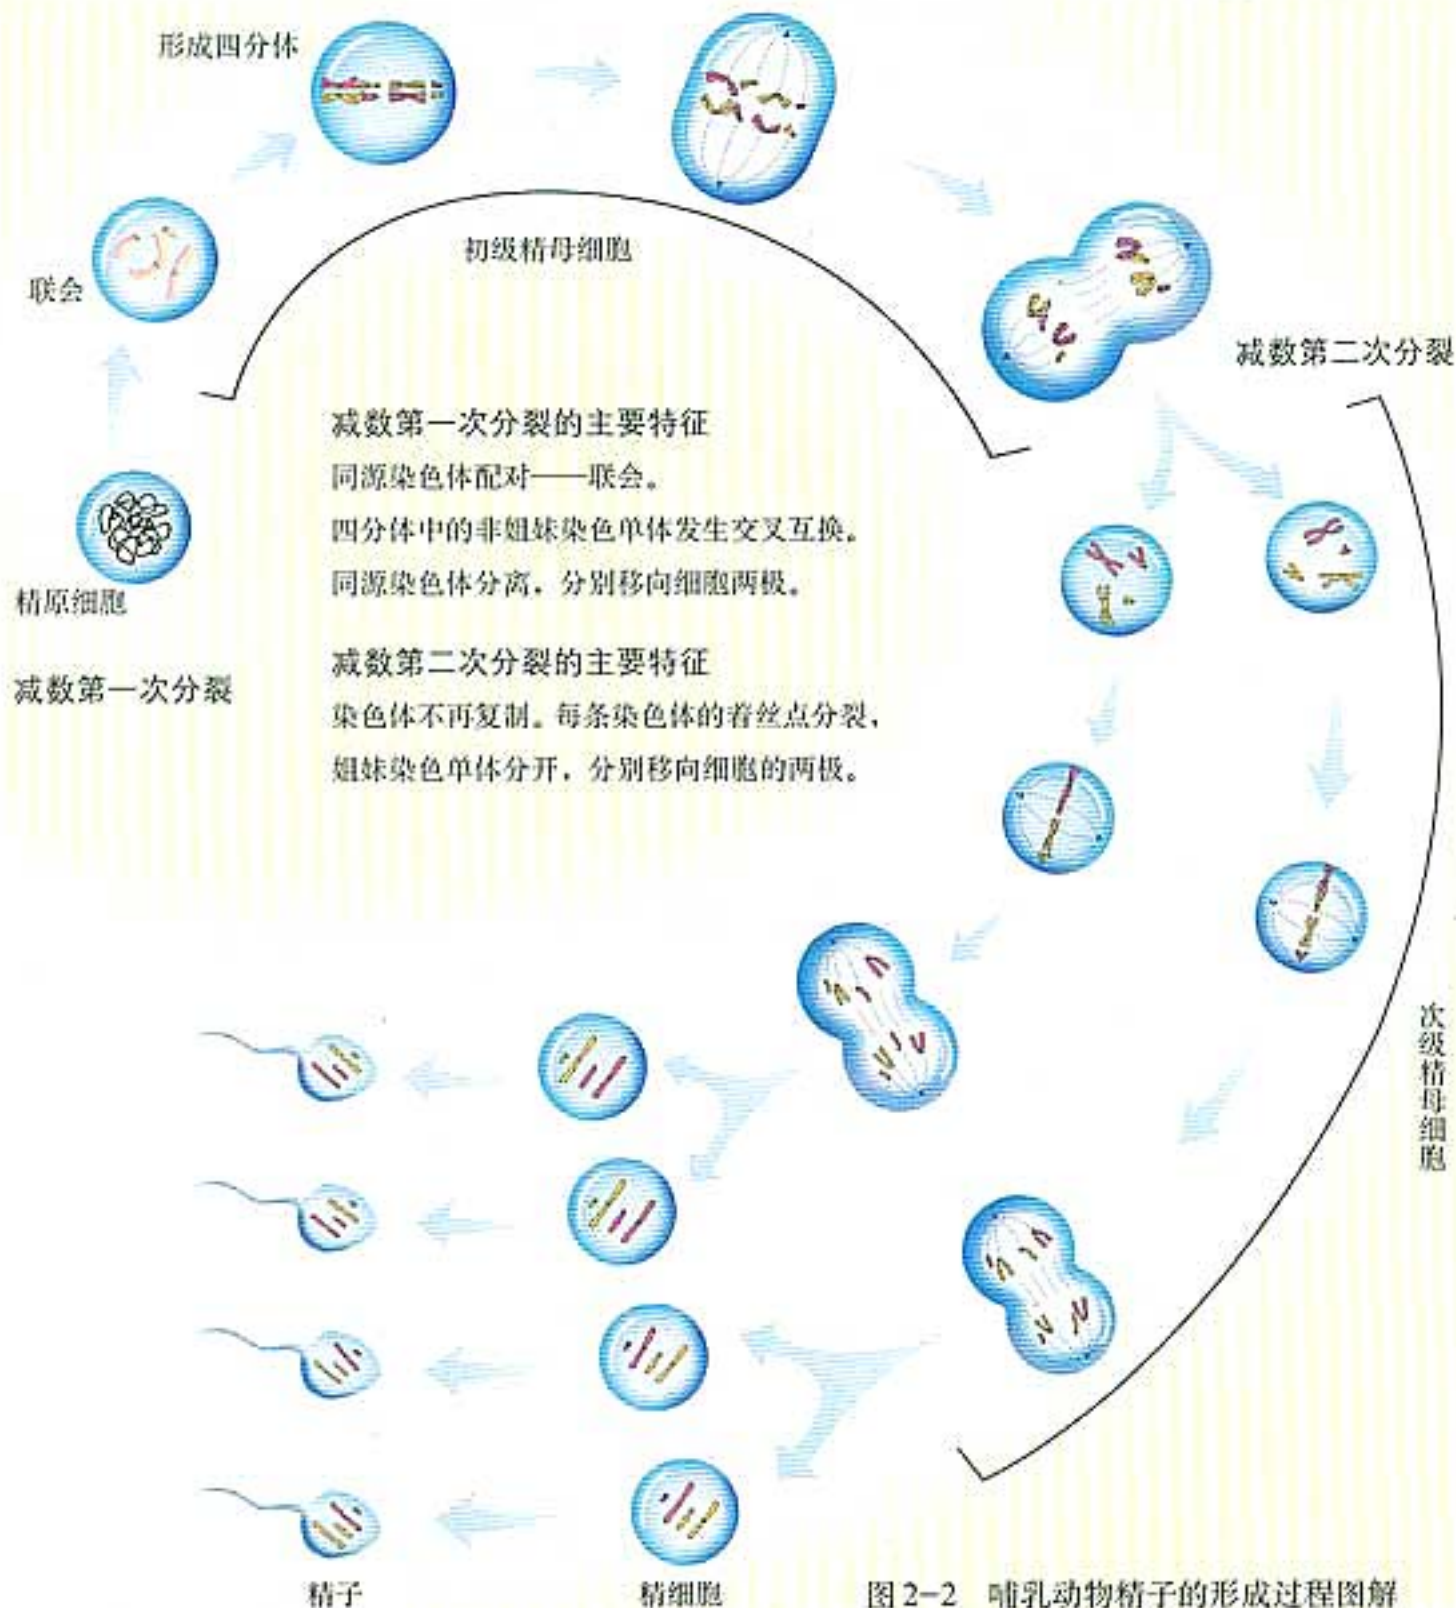 形成四分体
初级精母细胞
联会
减数第二次分裂
减数第一次分裂的主要特征
同源染色体配对——联会。
四分体中的非姐妹染色单体发生交叉互换。
同源染色体分离，分别移向细胞两极。
精原细胞
减数第一次分裂
减数第二次分裂的主要特征
染色体不再复制。每条染色体的着丝点分裂，
姐妹染色单体分开，分别移向细胞的两极。
次级精母细胞
精子
精细胞
图2-2 哺乳动物精子的形成过程图解